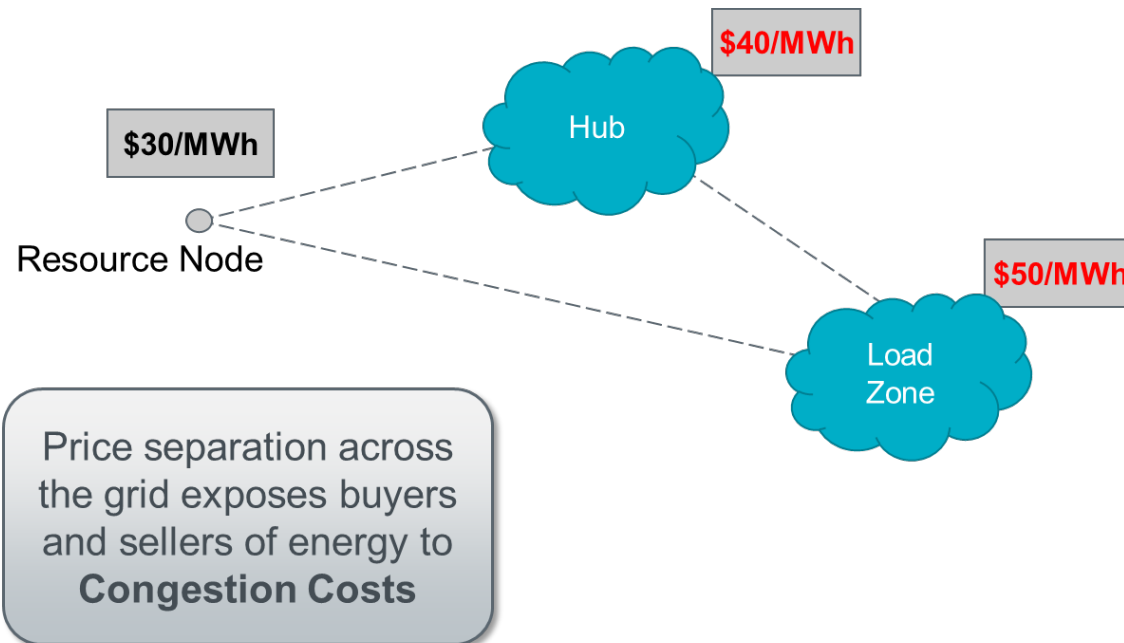 $40/MWh
Hub
$30/MWh
Resource Node
$50/MWh
Load
Zone
Price separation across
the grid exposes buyers
and sellers of energy to
Congestion Costs